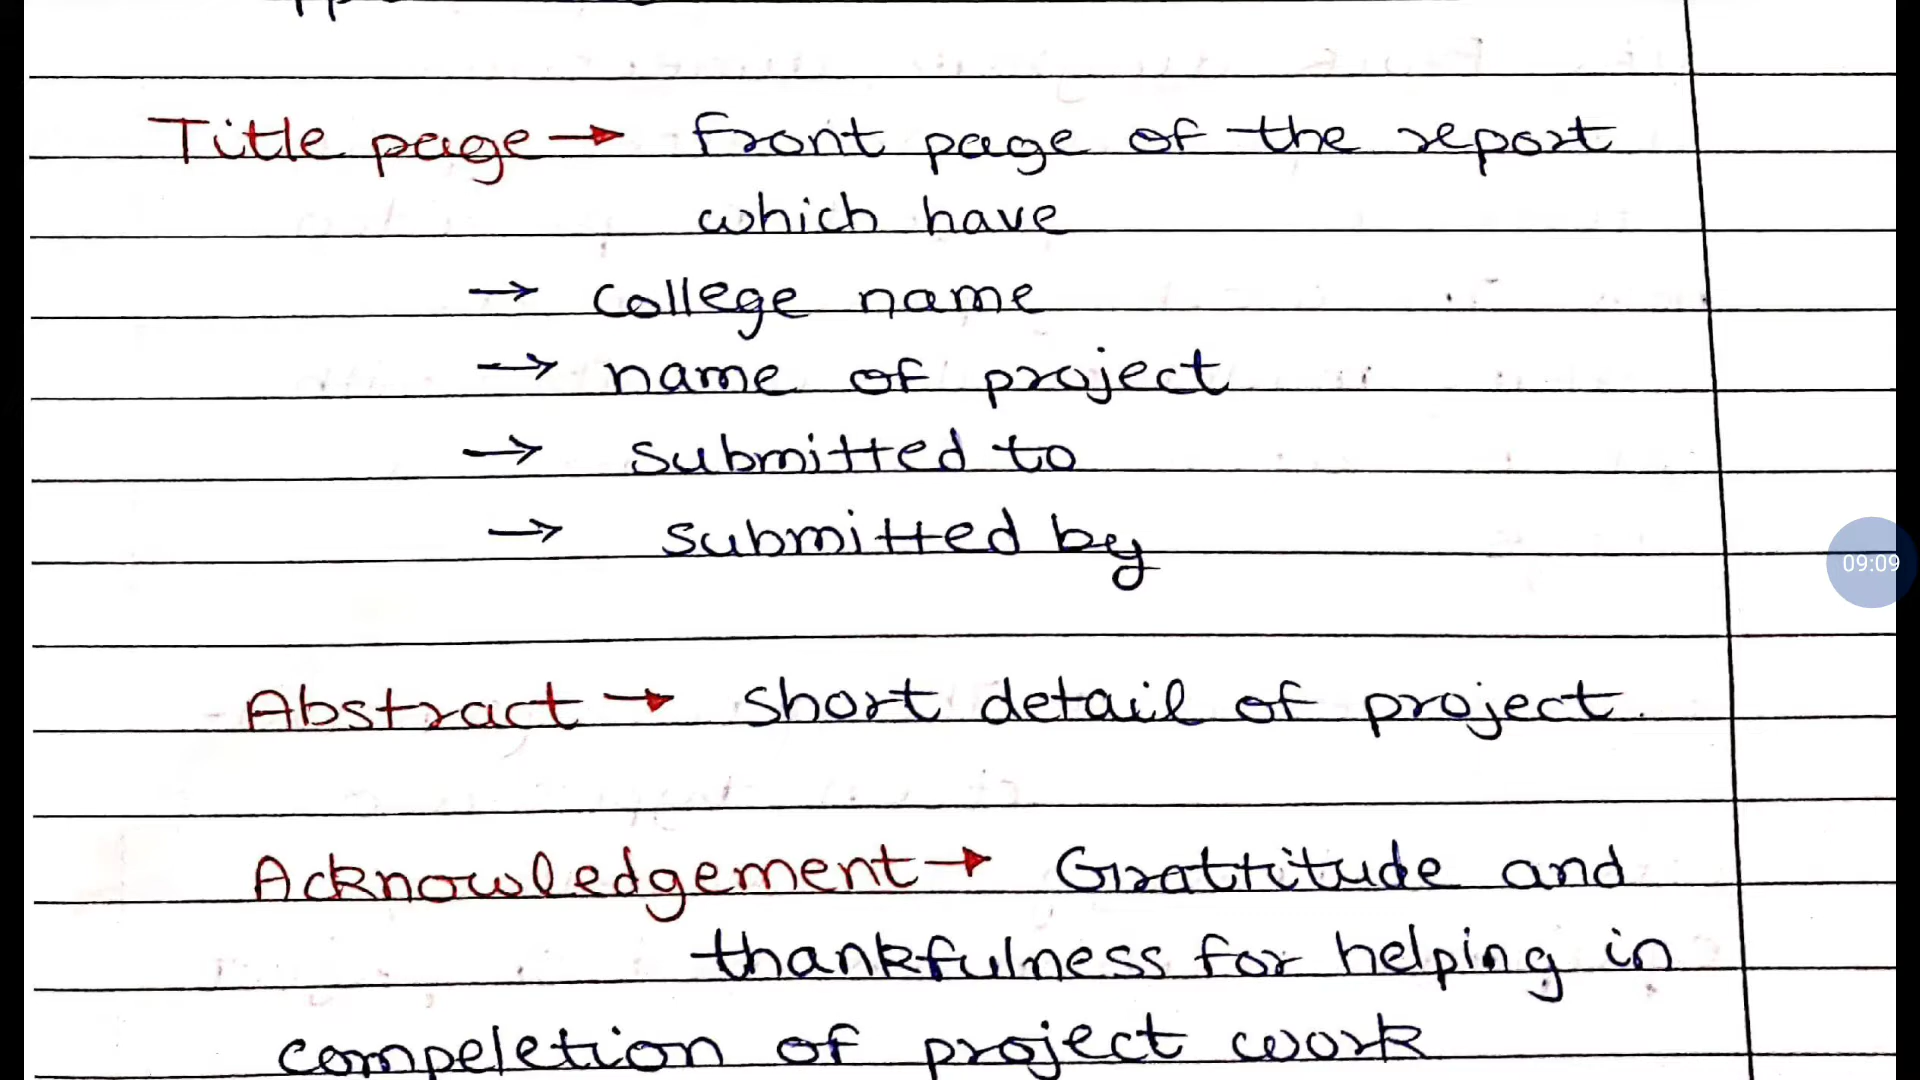 Title page → front page of the report
which have
→ college name
→ name of project
→ submitted to
→ submitted by
09:09
Abstract → short detail of project.
Acknowledgement → Grattitude and
thankfulness for helping in
compeletion of project work